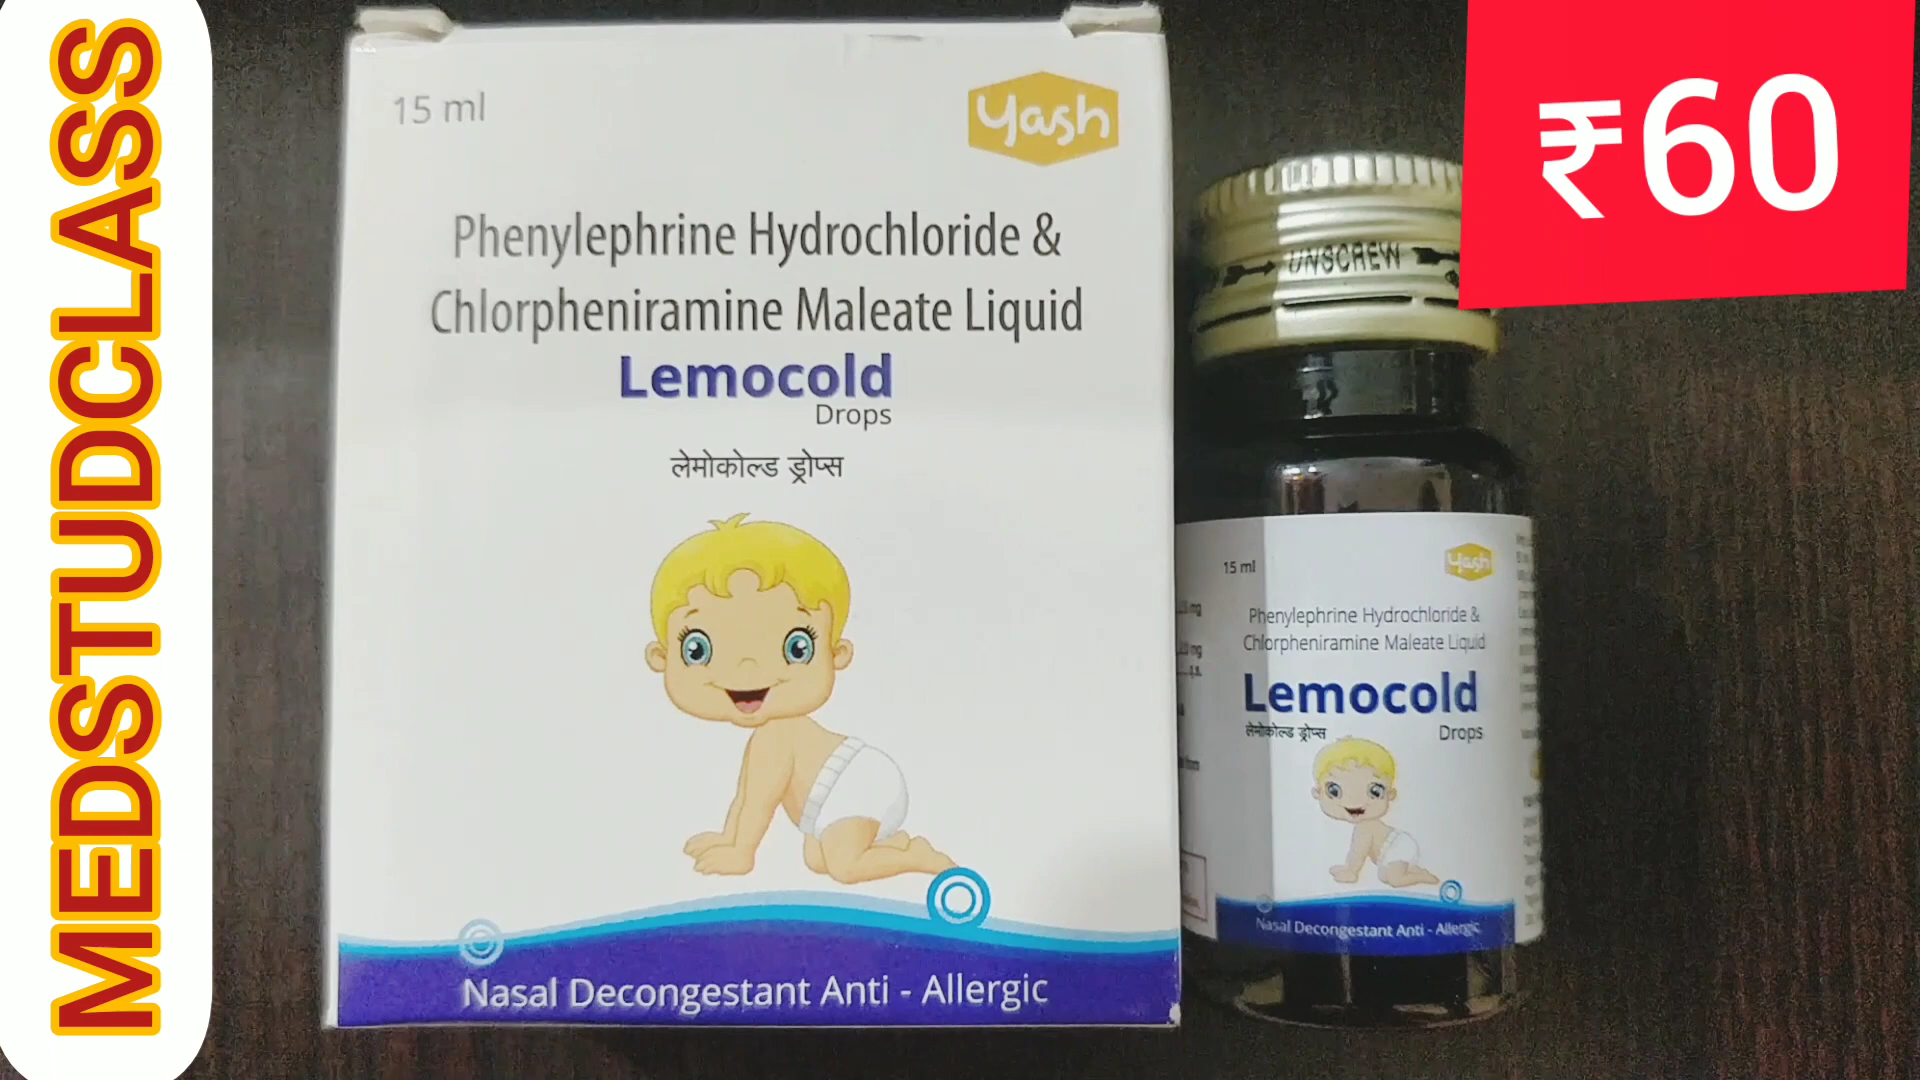 MEDSTUDCLASS
15 ml
Yash
Phenylephrine Hydrochloride &
Chlorpheniramine Maleate Liquid
Lemocold
Drops
लेमोकोल्ड ड्रोप्स
Nasal Decongestant Anti - Allergic
₹60
UNSCREW
15 ml
Yash
Phenylephrine Hydrochloride &
Chlorpheniramine Maleate Liquid
Lemocold
लेमोकोल्ड ड्रोप्स
Drops
Nasal Decongestant Anti - Allergic